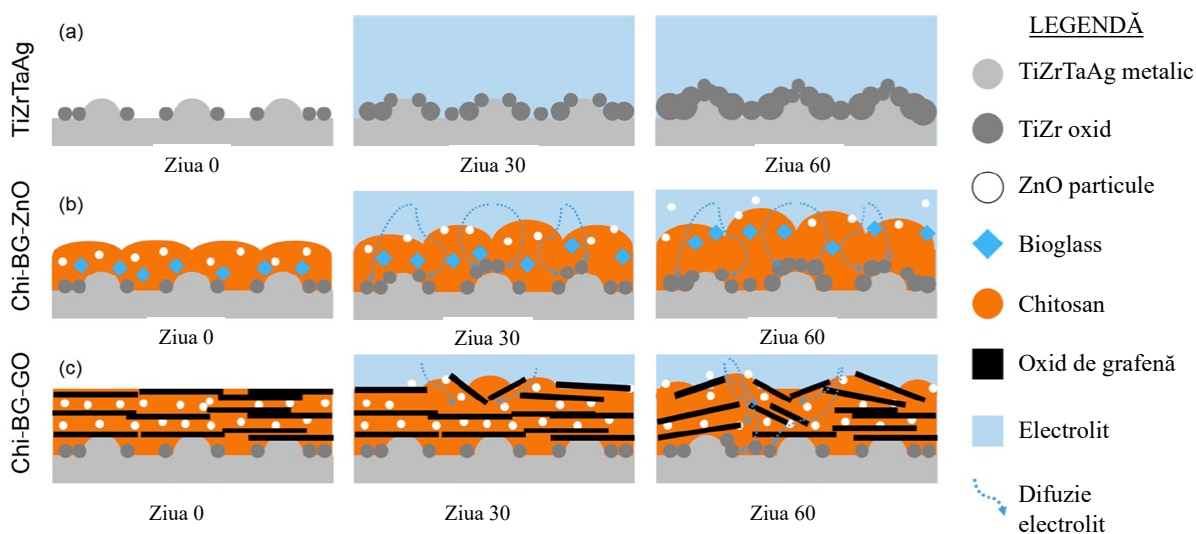 (a)
TiZrTaAg
Ziua 0
Ziua 30
Ziua 60
(b)
Chi-BG-ZnO
Ziua 0
Ziua 30
Ziua 60
(c)
Chi-BG-GO
Ziua 0
Ziua 30
Ziua 60
LEGENDĂ
TiZrTaAg metalic
TiZr oxid
ZnO particule
Bioglass
Chitosan
Oxid de grafenă
Electrolit
Difuzie
electrolit